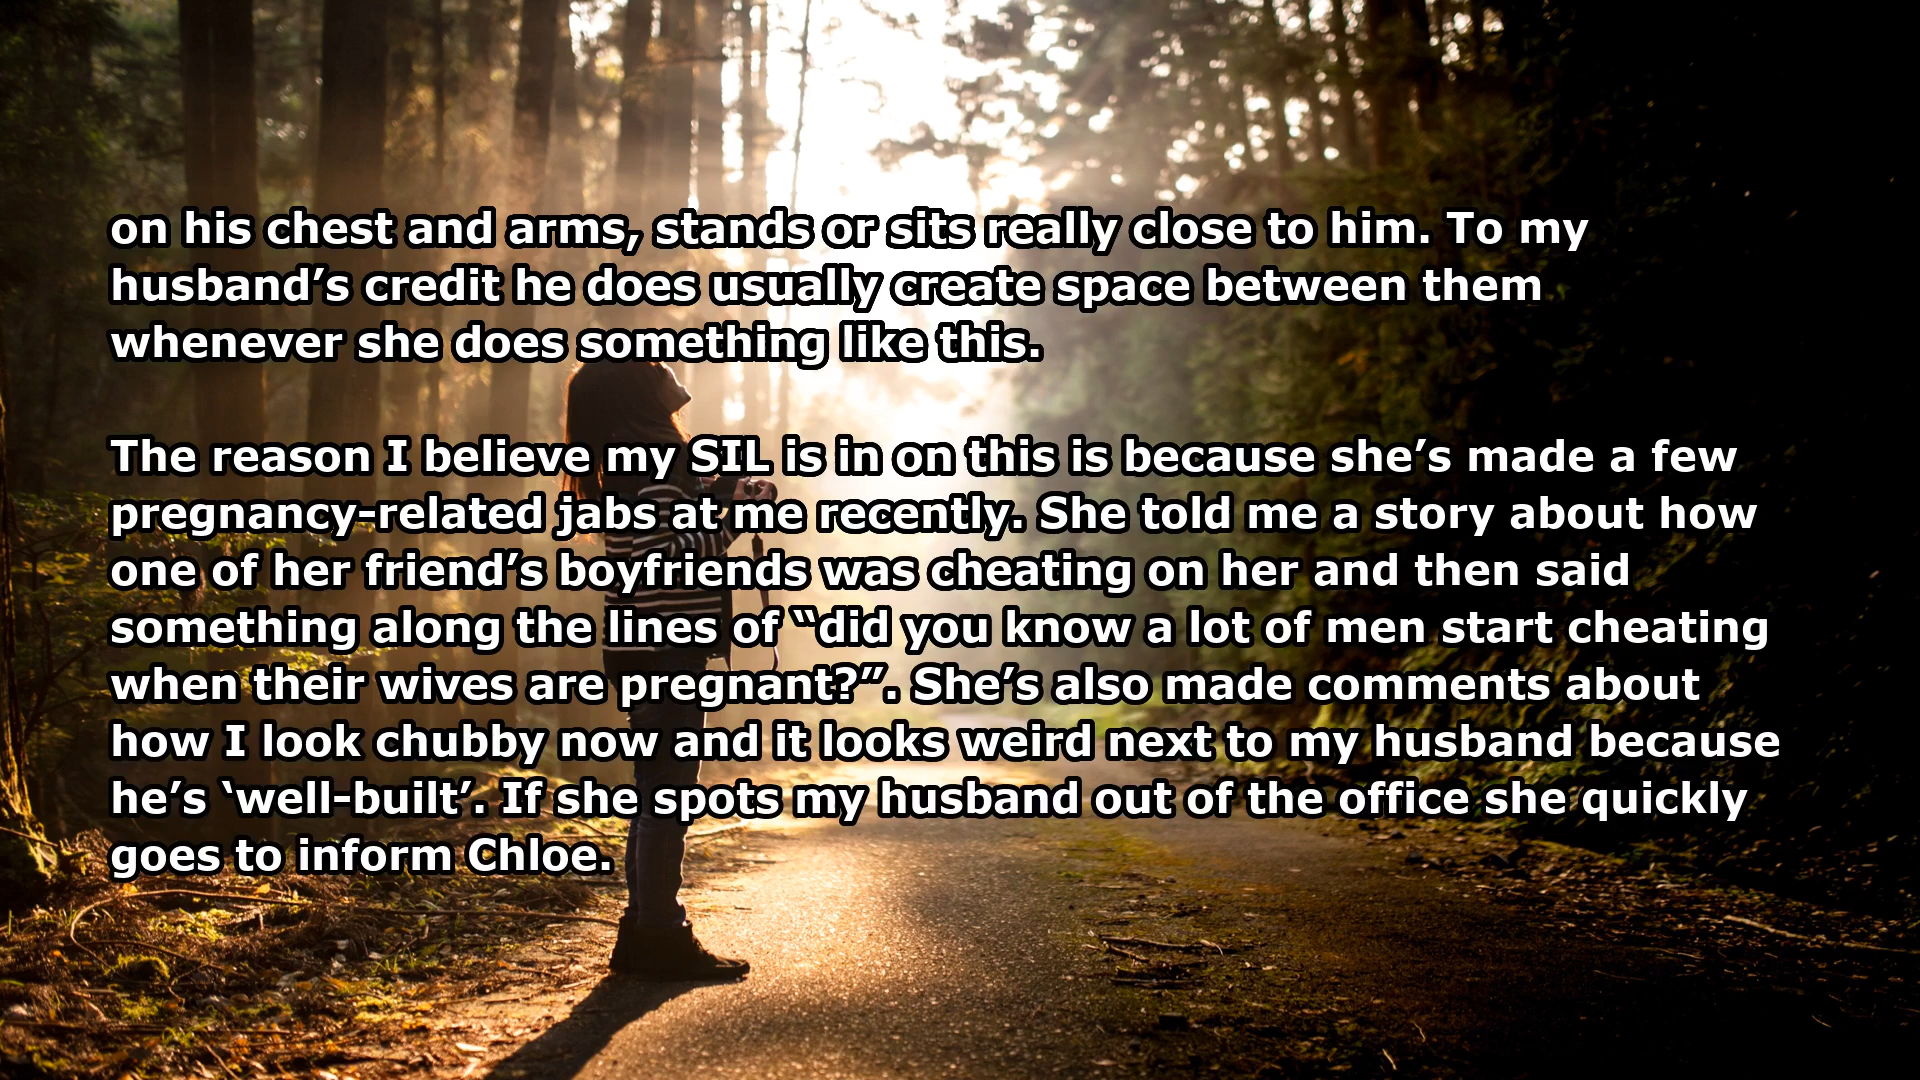 on his chest and arms, stands or sits really close to him. To my
husband’s credit he does usually create space between them
whenever she does something like this.
The reason I believe my SIL is in on this is because she’s made a few
pregnancy-related jabs at me recently. She told me a story about how
one of her friend’s boyfriends was cheating on her and then said
something along the lines of “did you know a lot of men start cheating
when their wives are pregnant?”. She’s also made comments about
how I look chubby now and it looks weird next to my husband because
he’s ‘well-built’. If she spots my husband out of the office she quickly
goes to inform Chloe.